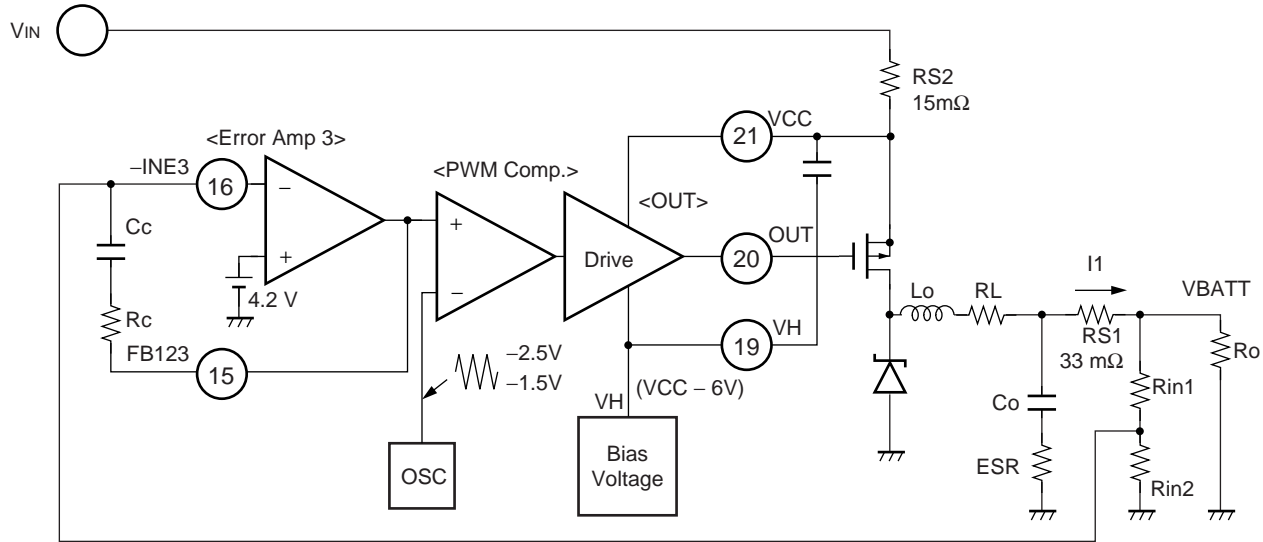 VIN
RS2
15mΩ
<Error Amp 3>
21
VCC
−INE3
16
−
<PWM Comp.>
<OUT>
Cc
+
+
Drive
20
OUT
4.2 V
−
I1
Lo
RL
VBATT
Rc
RS1
33 mΩ
Ro
FB123
15
−2.5V
−1.5V
19
VH
(VCC − 6V)
VH
Rin1
Co
OSC
Bias
Voltage
ESR
Rin2